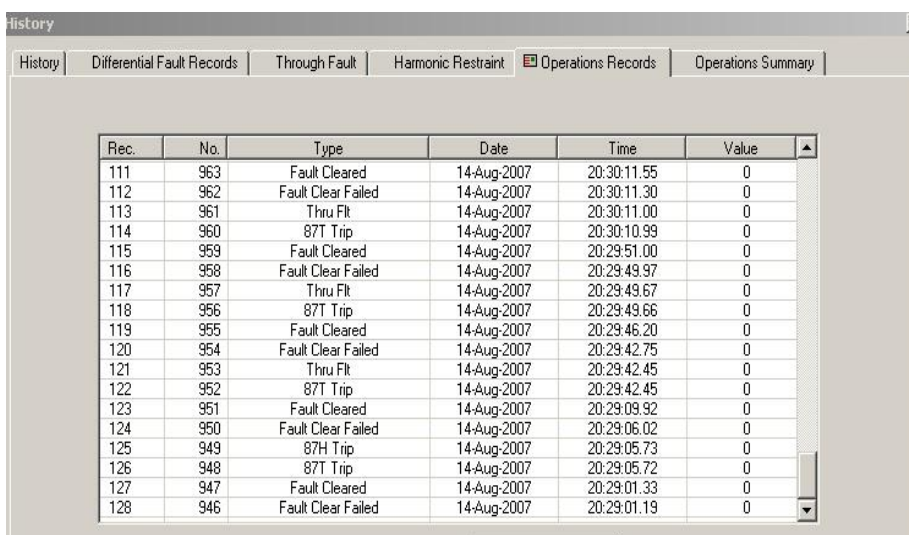 History
History Differential Fault Records Through Fault Harmonic Restraint Operations Records Operations Summary
Rec. No. Type Date Time Value
111 963 Fault Cleared 14-Aug-2007 20:30:11.55 0
112 962 Fault Clear Failed 14-Aug-2007 20:30:11.30 0
113 961 Thru Flt 14-Aug-2007 20:30:11.00 0
114 960 87T Trip 14-Aug-2007 20:30:10.99 0
115 959 Fault Cleared 14-Aug-2007 20:29:51.00 0
116 958 Fault Clear Failed 14-Aug-2007 20:29:49.97 0
117 957 Thru Flt 14-Aug-2007 20:29:49.67 0
118 956 87T Trip 14-Aug-2007 20:29:49.66 0
119 955 Fault Cleared 14-Aug-2007 20:29:46.20 0
120 954 Fault Clear Failed 14-Aug-2007 20:29:42.75 0
121 953 Thru Flt 14-Aug-2007 20:29:42.45 0
122 952 87T Trip 14-Aug-2007 20:29:42.45 0
123 951 Fault Cleared 14-Aug-2007 20:29:09.92 0
124 950 Fault Clear Failed 14-Aug-2007 20:29:06.02 0
125 949 87H Trip 14-Aug-2007 20:29:05.73 0
126 948 87T Trip 14-Aug-2007 20:29:05.72 0
127 947 Fault Cleared 14-Aug-2007 20:29:01.33 0
128 946 Fault Clear Failed 14-Aug-2007 20:29:01.19 0